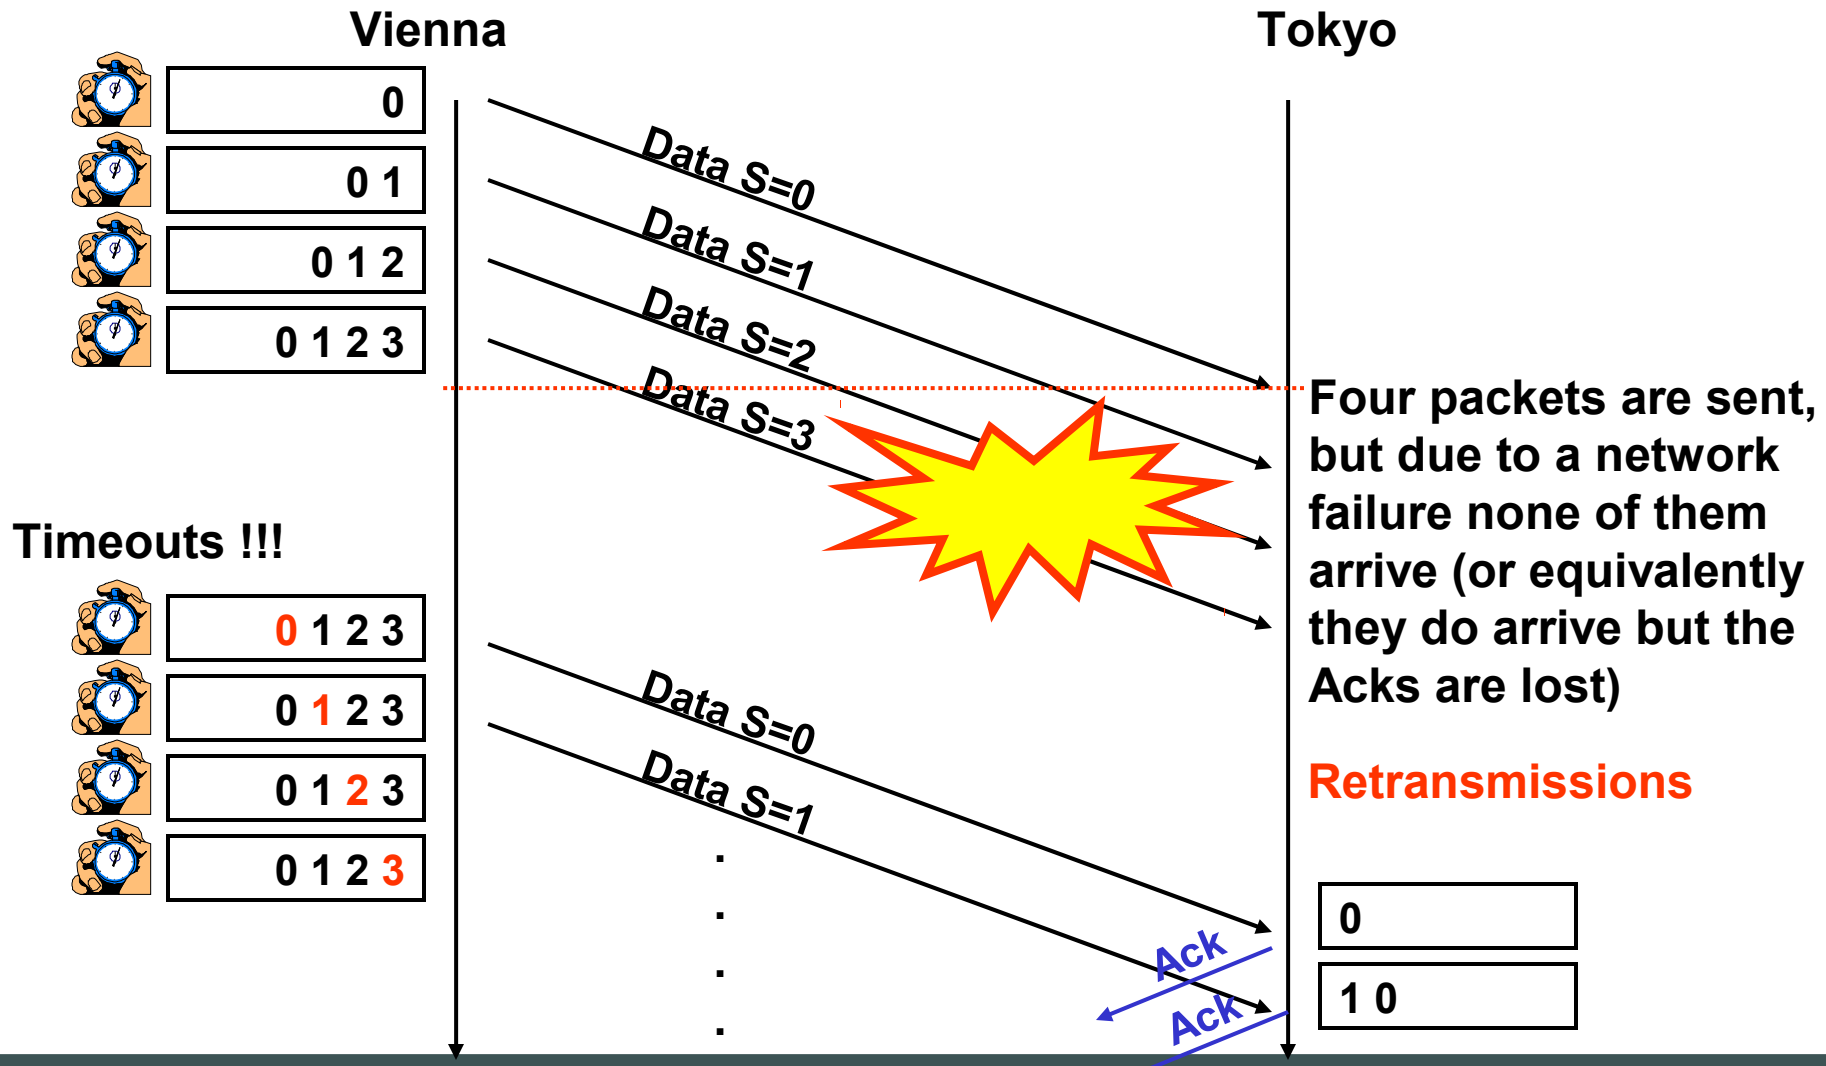 Vienna
Tokyo
0
0 1
0 1 2
0 1 2 3
Data S=0
Data S=1
Data S=2
Data S=3
Four packets are sent,
but due to a network
failure none of them
arrive (or equivalently
they do arrive but the
Acks are lost)
Timeouts !!!
0 1 2 3
0 1 2 3
0 1 2 3
0 1 2 3
Data S=0
Data S=1
.
.
.
.
Retransmissions
0
1 0
Ack
Ack